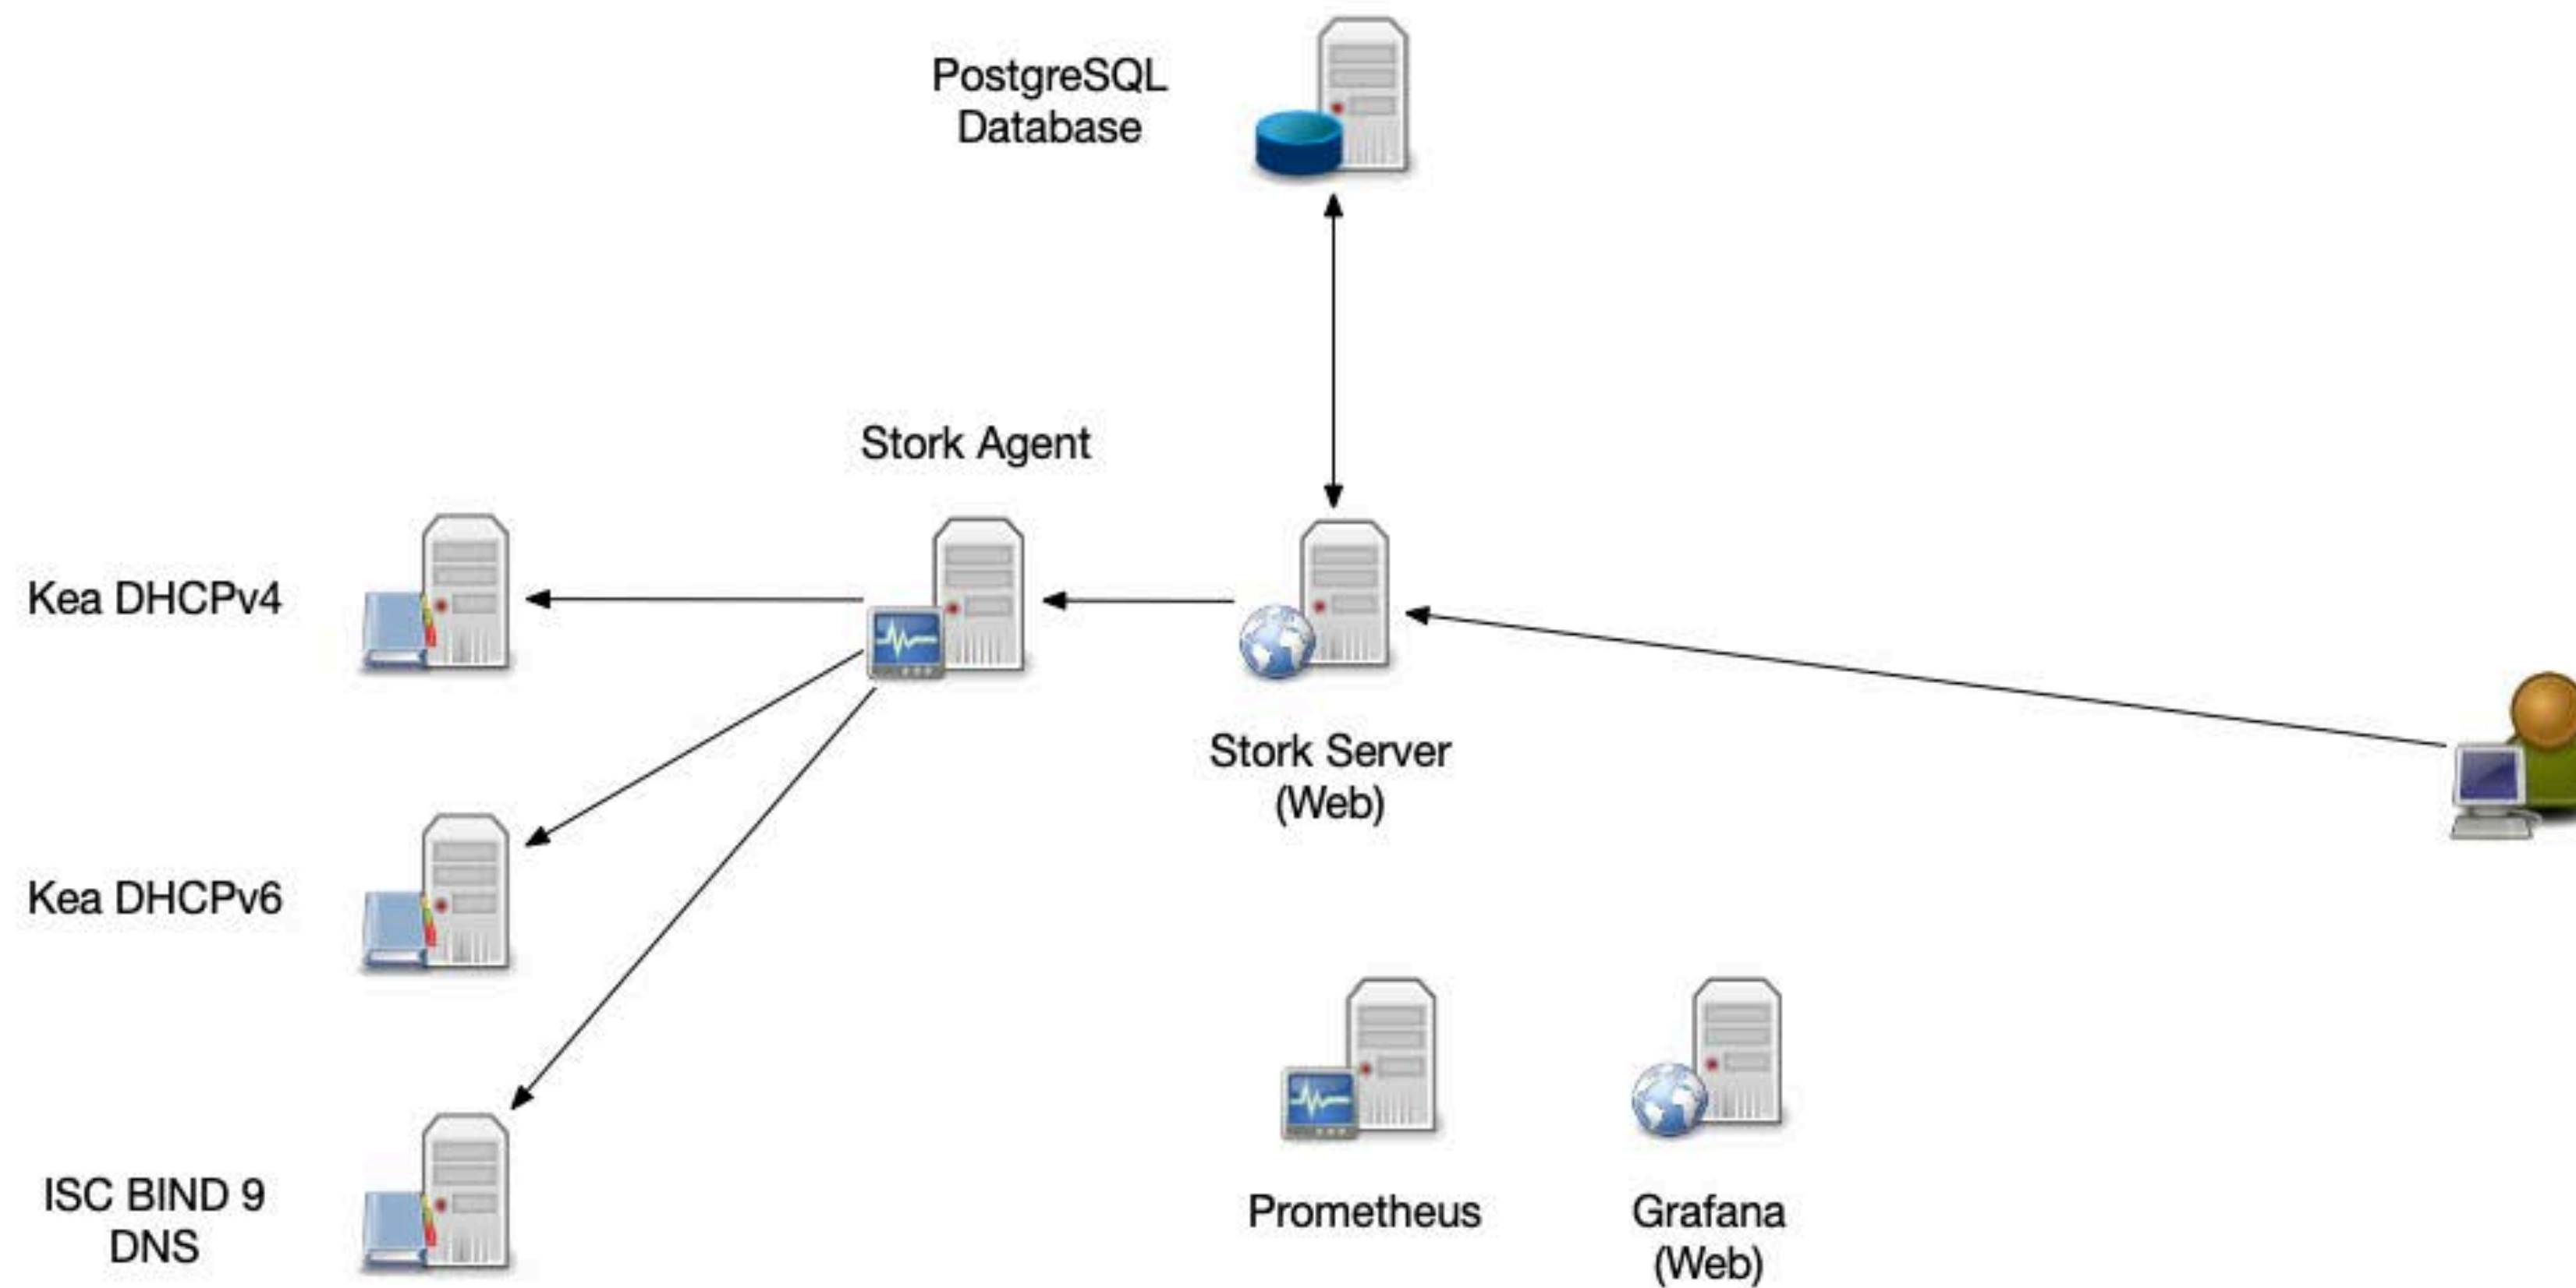 PostgreSQL
Database
Stork Agent
Kea DHCPv4
Stork Server
(Web)
Kea DHCPv6
ISC BIND 9
DNS
Prometheus
Grafana
(Web)